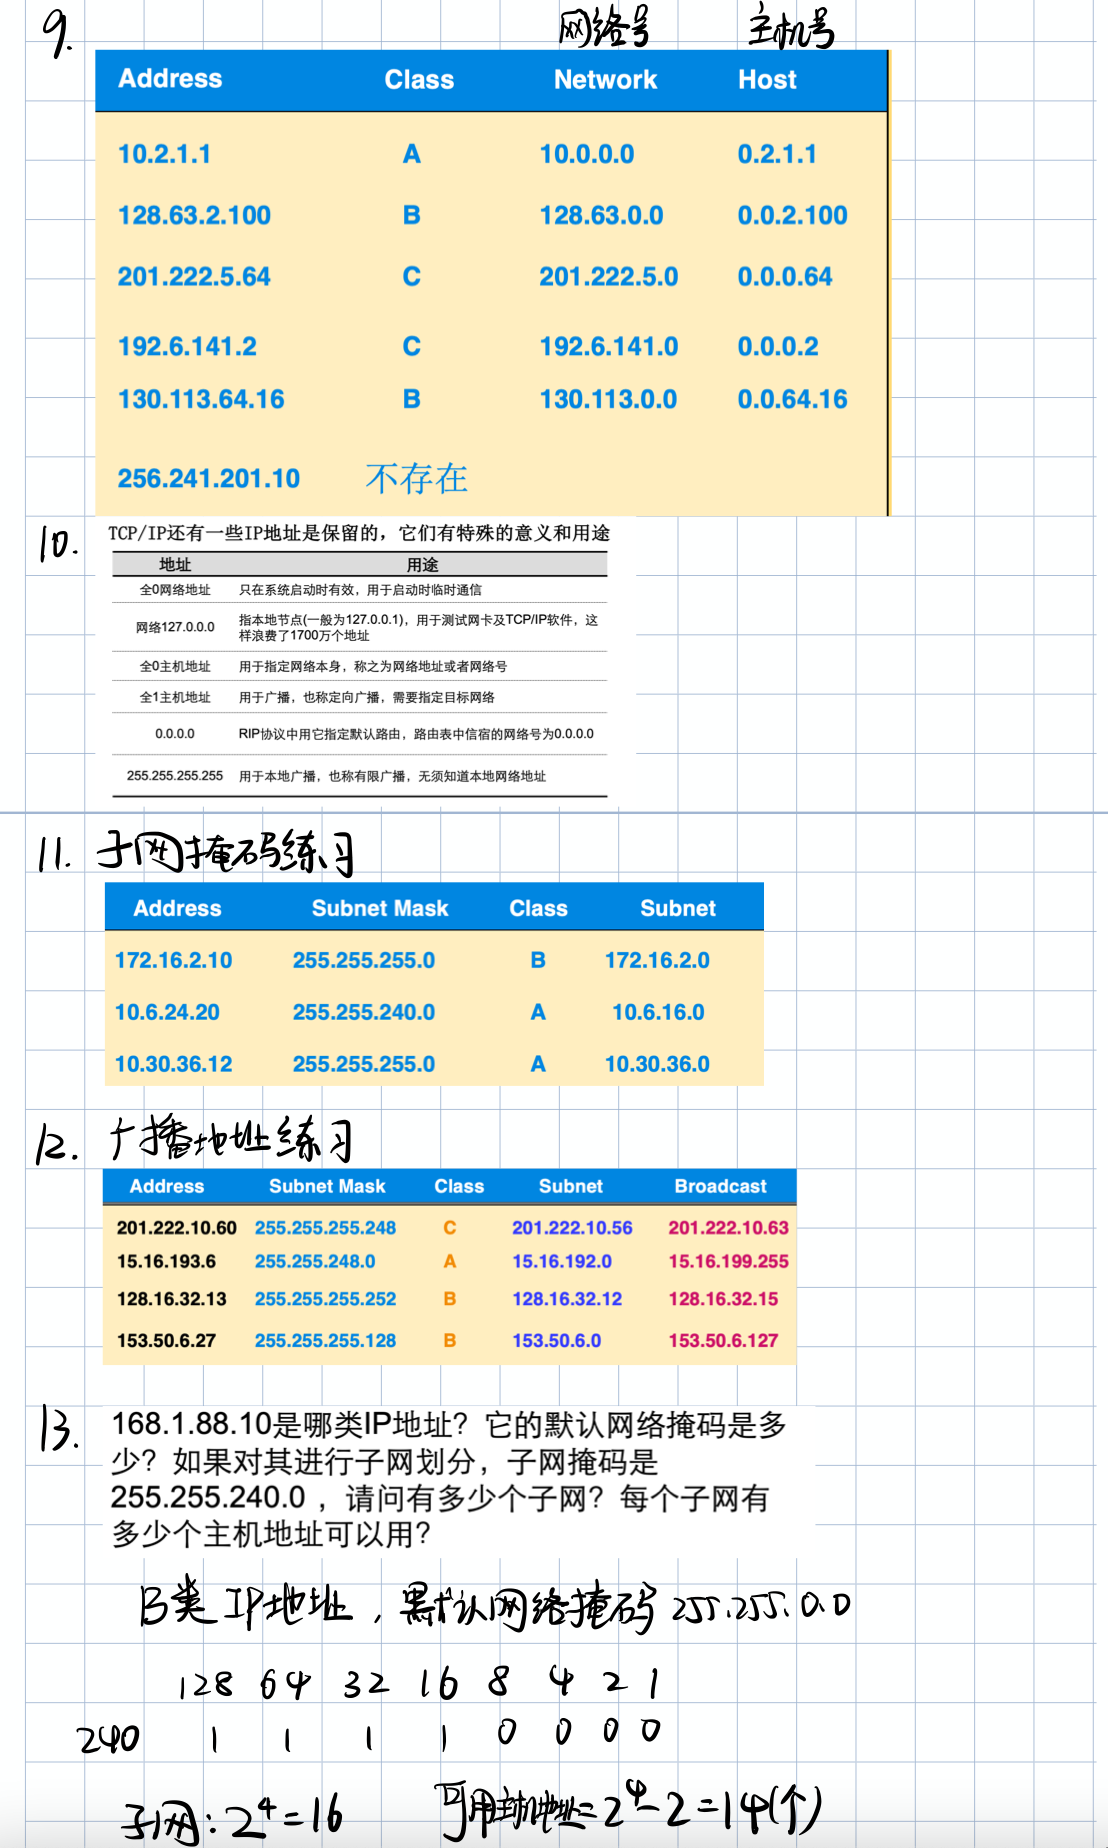 9. 网络号 主机号
Address Class Network Host
10.2.1.1 A 10.0.0.0 0.2.1.1
128.63.2.100 B 128.63.0.0 0.0.2.100
201.222.5.64 C 201.222.5.0 0.0.0.64
192.6.141.2 C 192.6.141.0 0.0.0.2
130.113.64.16 B 130.113.0.0 0.0.64.16
256.241.201.10 不存在
10. TCP/IP还有一些IP地址是保留的，它们有特殊的意义和用途
地址 用途
全0网络地址 只在系统启动时有效，用于启动时临时通信
网络127.0.0.0 指本地节点(一般为127.0.0.1)，用于测试网卡及TCP/IP软件，这
样浪费了1700万个地址
全0主机地址 用于指定网络本身，称之为网络地址或者网络号
全1主机地址 用于广播，也称定向广播，需要指定目标网络
0.0.0.0 RIP协议中用它指定默认路由，路由表中信宿的网络号为0.0.0.0
255.255.255.255 用于本地广播，也称有限广播，无须知道本地网络地址
11. 子网掩码练习
Address Subnet Mask Class Subnet
172.16.2.10 255.255.255.0 B 172.16.2.0
10.6.24.20 255.255.240.0 A 10.6.16.0
10.30.36.12 255.255.255.0 A 10.30.36.0
12. 广播地址练习
Address Subnet Mask Class Subnet Broadcast
201.222.10.60 255.255.255.248 C 201.222.10.56 201.222.10.63
15.16.193.6 255.255.248.0 A 15.16.192.0 15.16.199.255
128.16.32.13 255.255.255.252 B 128.16.32.12 128.16.32.15
153.50.6.27 255.255.255.128 B 153.50.6.0 153.50.6.127
13. 168.1.88.10是哪类IP地址？它的默认网络掩码是多
少？如果对其进行子网划分，子网掩码是
255.255.240.0 ，请问有多少个子网？每个子网有
多少个主机地址可以用？
B类IP地址，默认网络掩码 255.255.0.0
128 64 32 16 8 4 2 1
240 1 1 1 1 0 0 0 0
子网：2⁴=16 可用主机地址=2⁴-2=14(个)